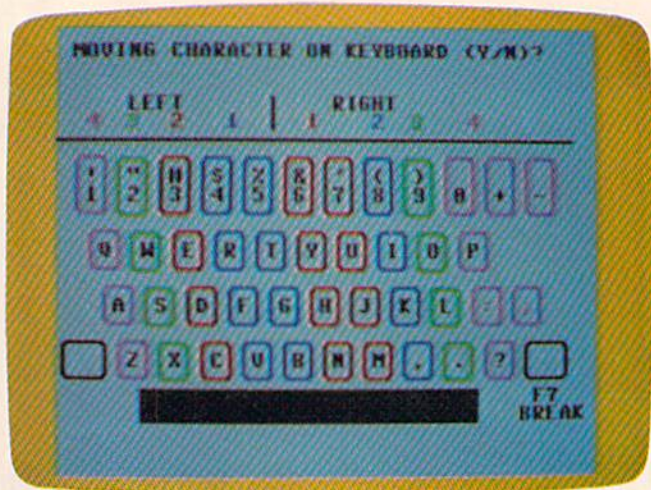 MOVING CHARACTER ON KEYBOARD (Y/N)?
LEFT RIGHT
4 3 2 1 1 2 3 4
! " # $ % & ' ( )
1 2 3 4 5 6 7 8 9 0 + -
Q W E R T Y U I O P
A S D F G H J K L : ;
Z X C V B N M , . ?
F7
BREAK